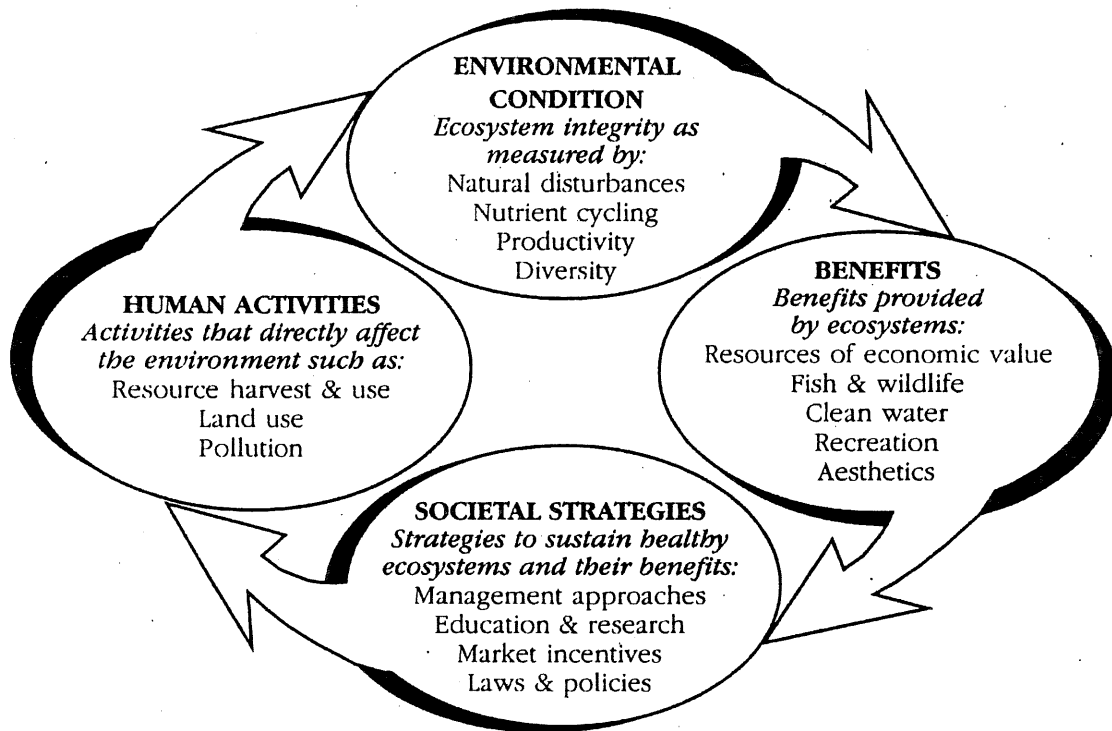 ENVIRONMENTAL
CONDITION
Ecosystem integrity as
measured by:
Natural disturbances
Nutrient cycling
Productivity
Diversity
BENEFITS
Benefits provided
by ecosystems:
Resources of economic value
Fish & wildlife
Clean water
Recreation
Aesthetics
SOCIETAL STRATEGIES
Strategies to sustain healthy
ecosystems and their benefits:
Management approaches
Education & research
Market incentives
Laws & policies
HUMAN ACTIVITIES
Activities that directly affect
the environment such as:
Resource harvest & use
Land use
Pollution